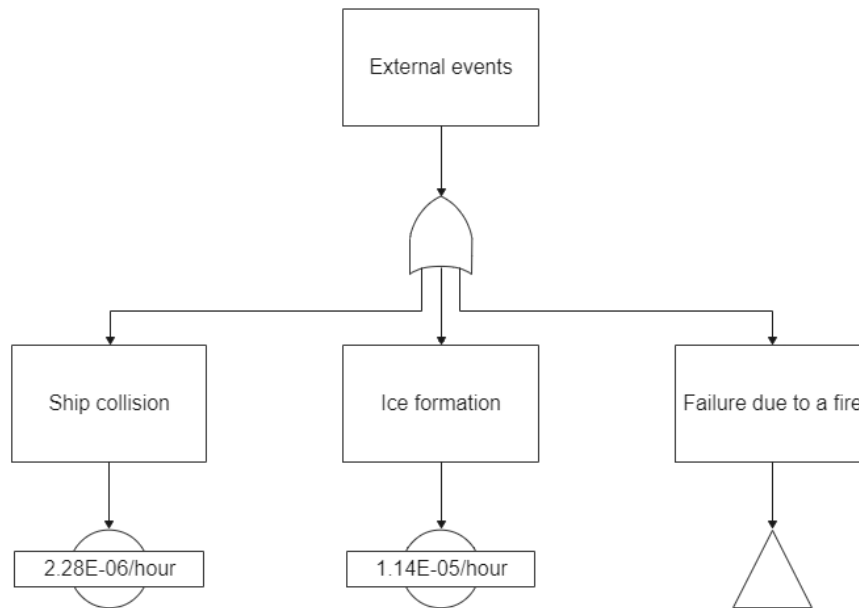 External events
Ship collision
Ice formation
Failure due to a fire
2.28E-06/hour
1.14E-05/hour